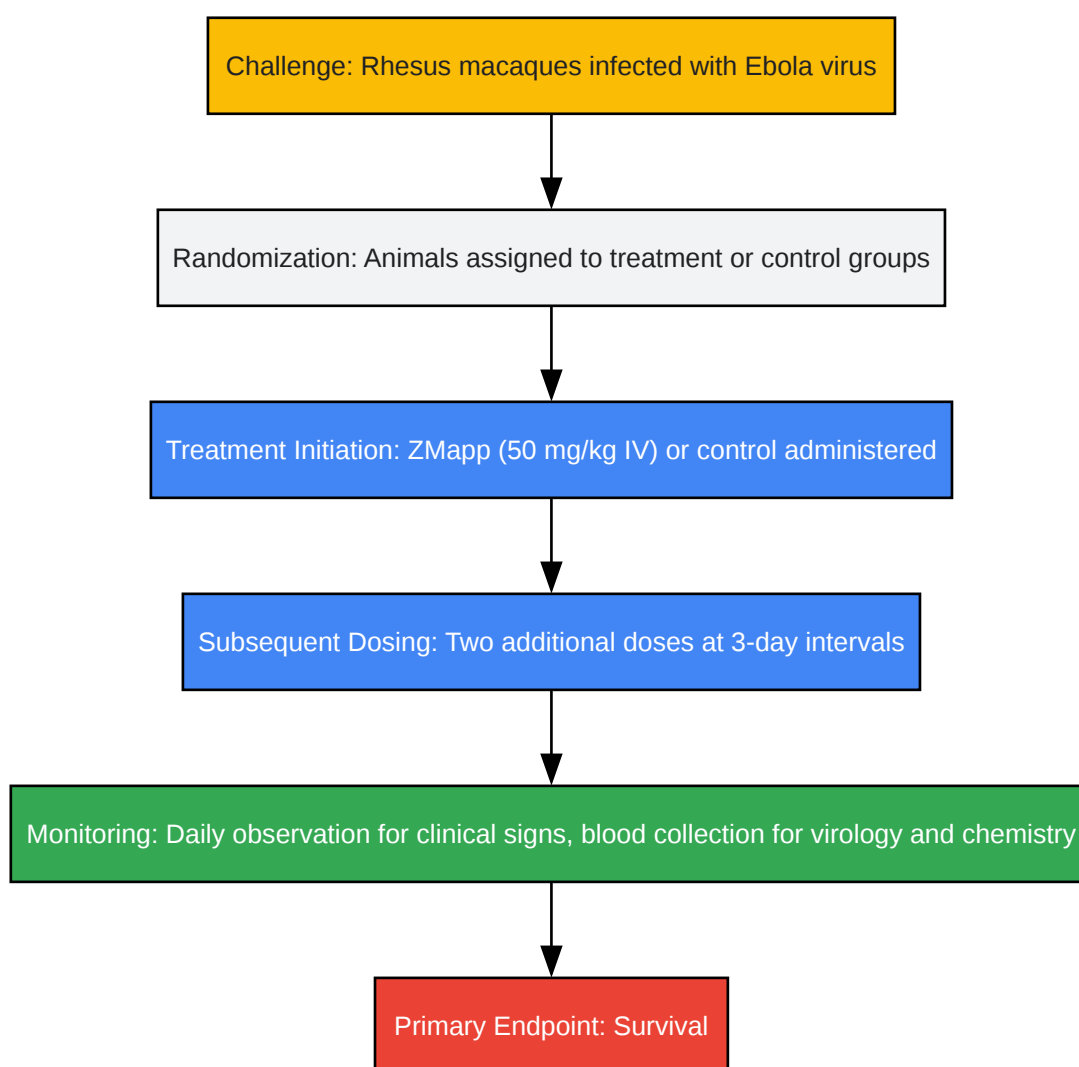 Challenge: Rhesus macaques infected with Ebola virus
Randomization: Animals assigned to treatment or control groups
Treatment Initiation: ZMapp (50 mg/kg IV) or control administered
Subsequent Dosing: Two additional doses at 3-day intervals
Monitoring: Daily observation for clinical signs, blood collection for virology and chemistry
Primary Endpoint: Survival